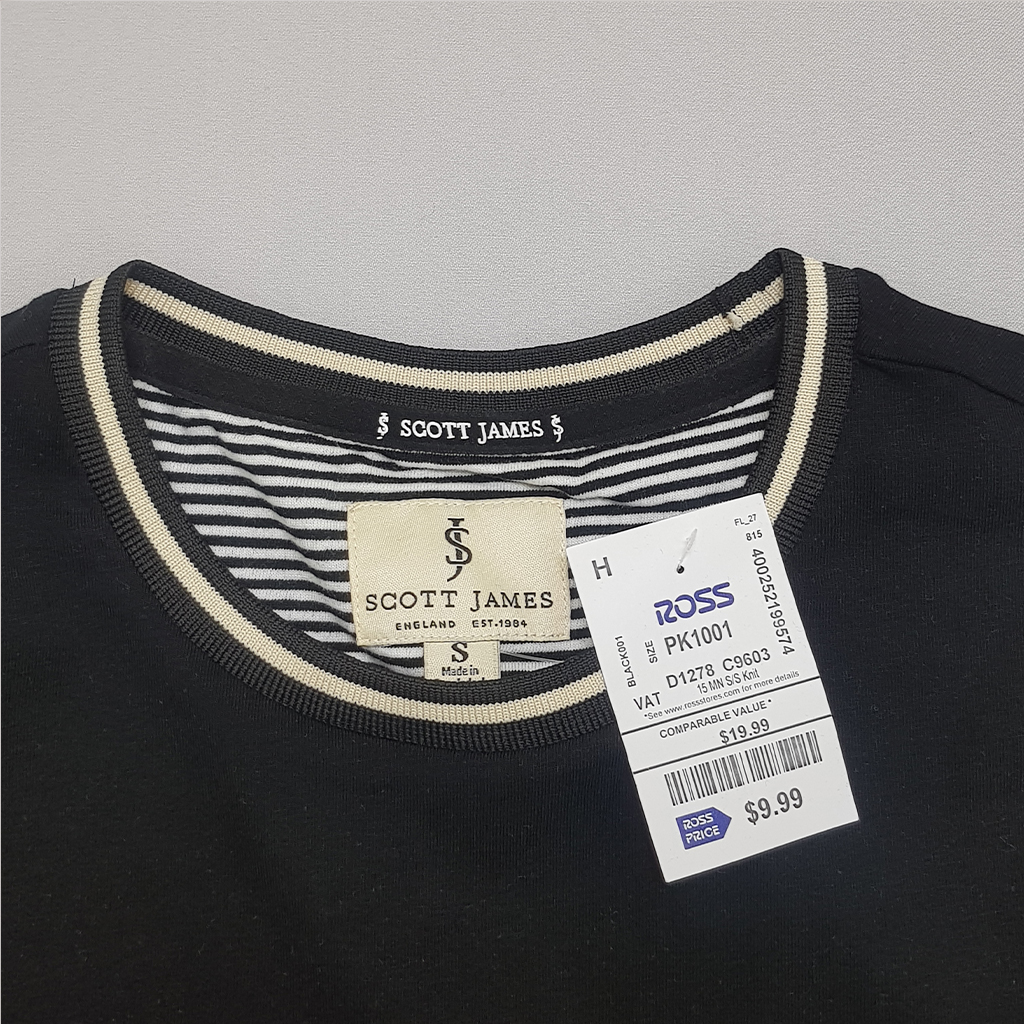 $ SCOTT JAMES $
SJ
SCOTT JAMES
ENGLAND EST·1984
S
Made in
H
FL_27
815
400252199574
ROSS
BLACK001
SIZE
PK1001
VAT D1278 C9603
15 MN S/S Knit
*See www.rossstores.com for more details
COMPARABLE VALUE*
$19.99
ROSS
PRICE
$9.99